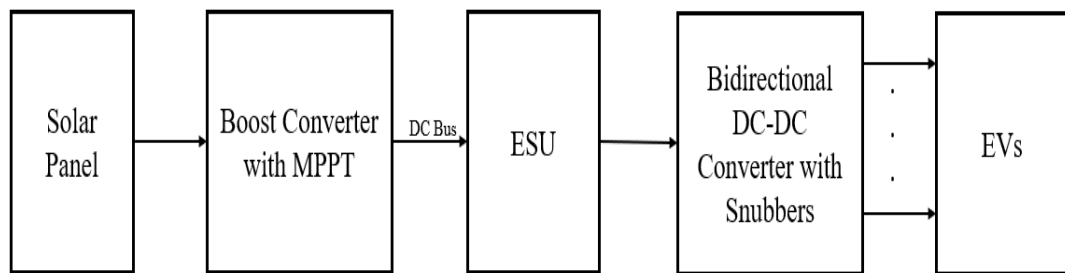 Solar
Panel
Boost Converter
with MPPT
DC Bus
ESU
Bidirectional
DC-DC
Converter with
Snubbers
EVs